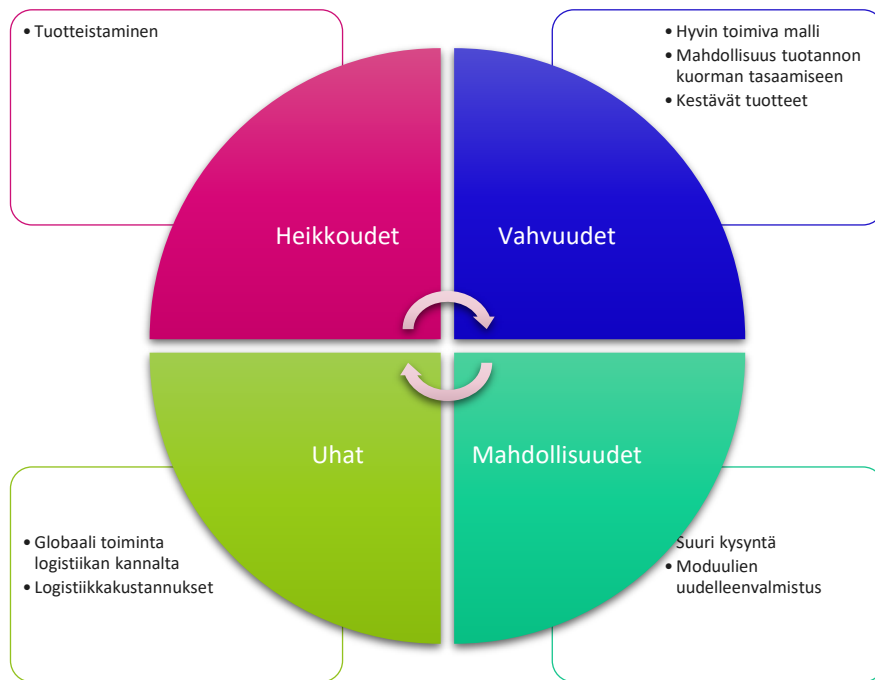 • Tuotteistaminen
• Hyvin toimiva malli
• Mahdollisuus tuotannon
kuorman tasaamiseen
• Kestävät tuotteet
Heikkoudet
Vahvuudet
Uhat
Mahdollisuudet
• Globaali toiminta
logistiikan kannalta
• Logistiikkakustannukset
Suuri kysyntä
• Moduulien
uudelleenvalmistus